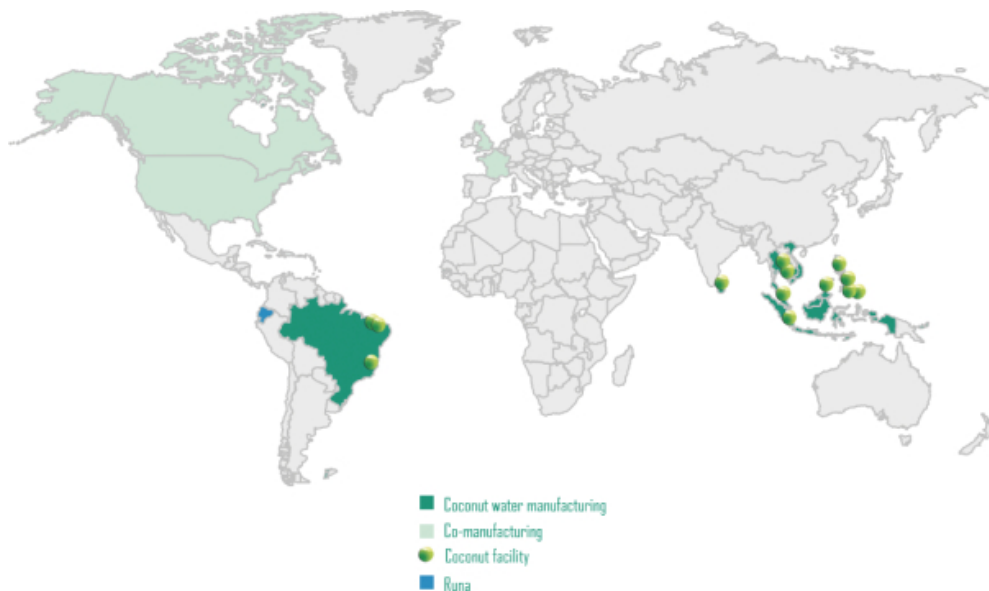 Coconut water manufacturing
Co-manufacturing
Coconut facility
Runa